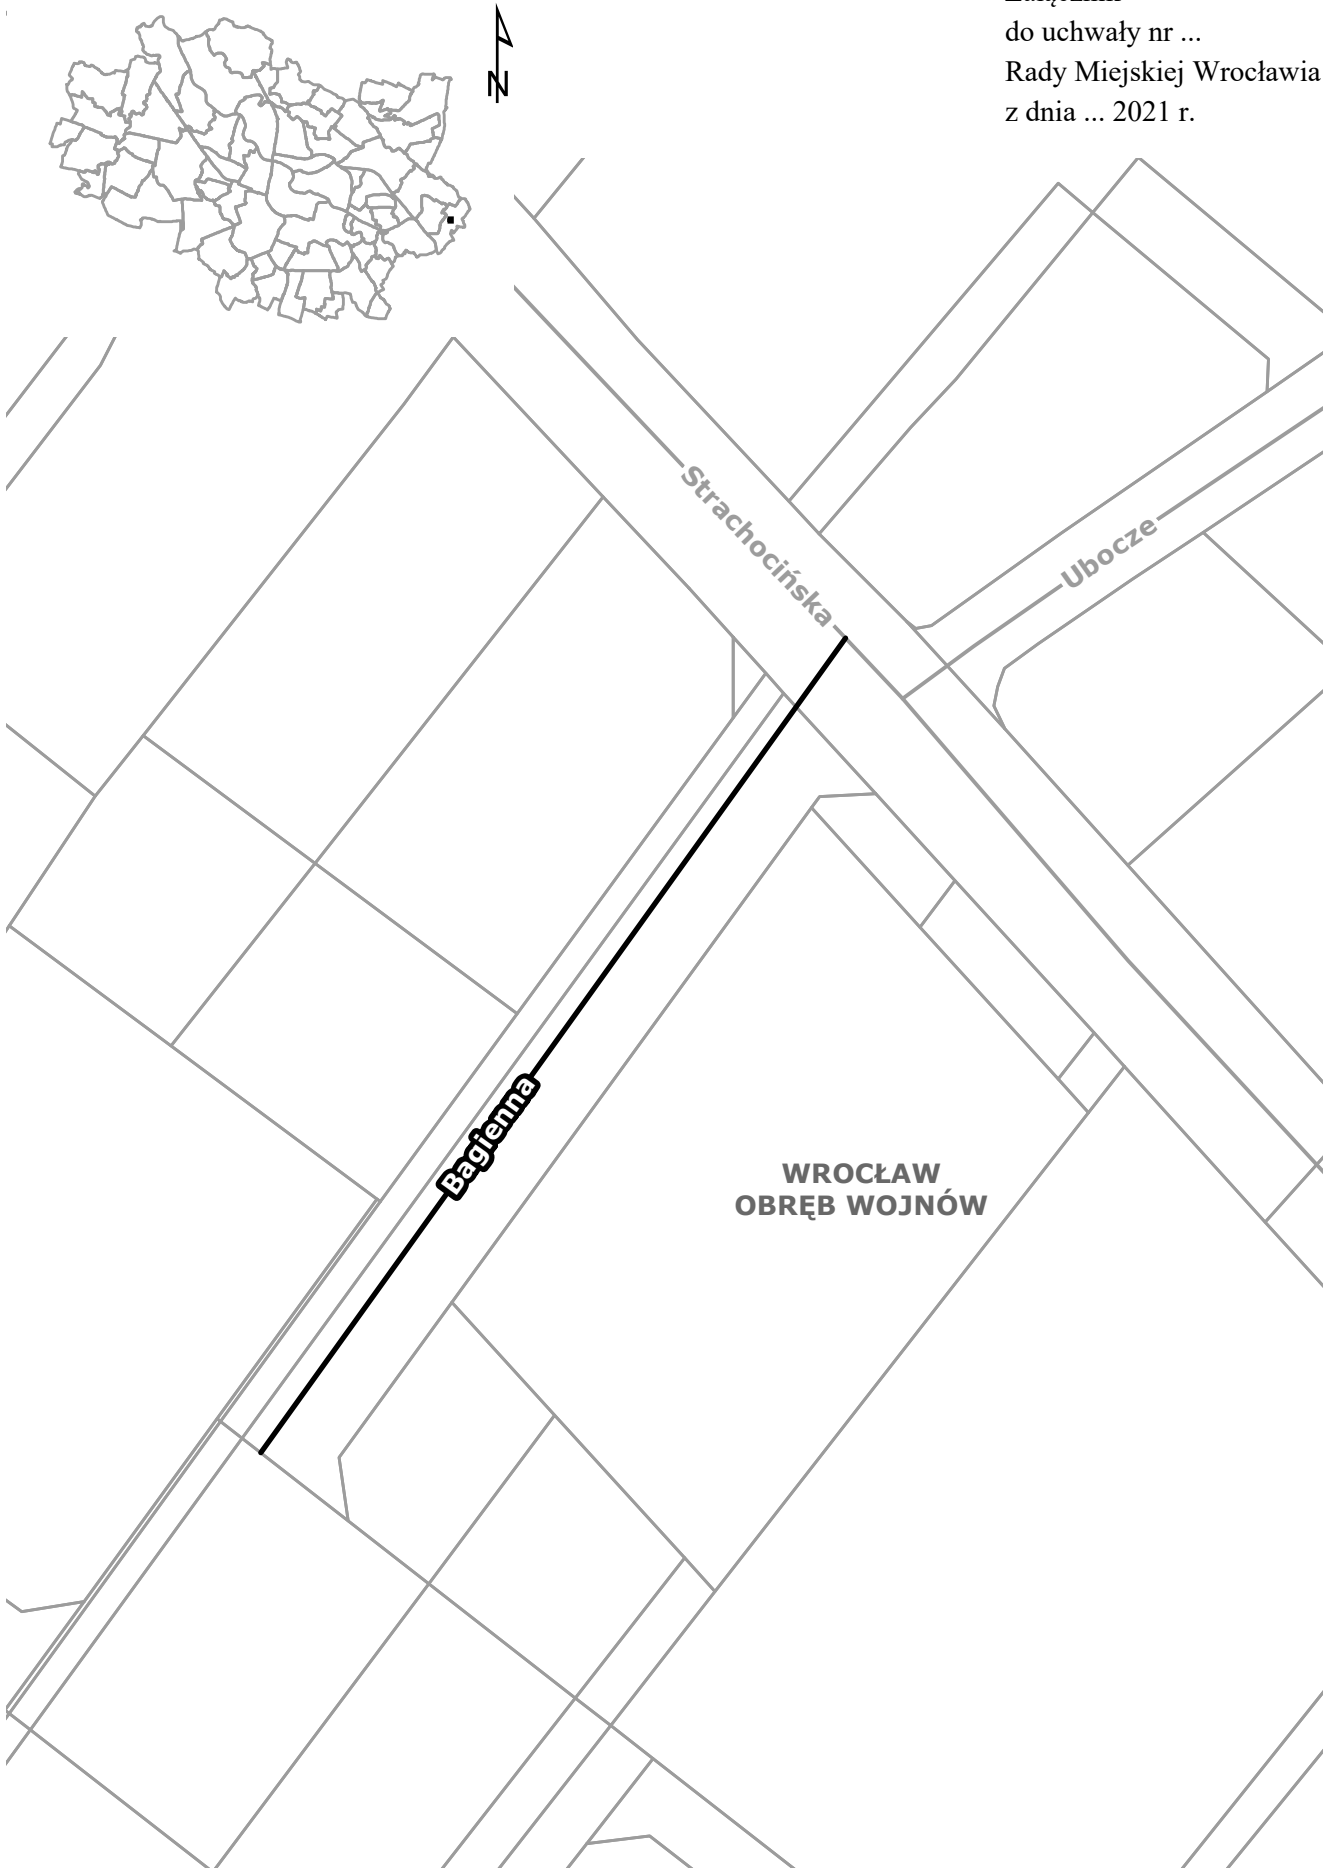 do uchwały nr ...
Rady Miejskiej Wrocławia
z dnia ... 2021 r.
N
Strachocińska
Ubocze
Bagienna
WROCŁAW
OBRĘB WOJNÓW